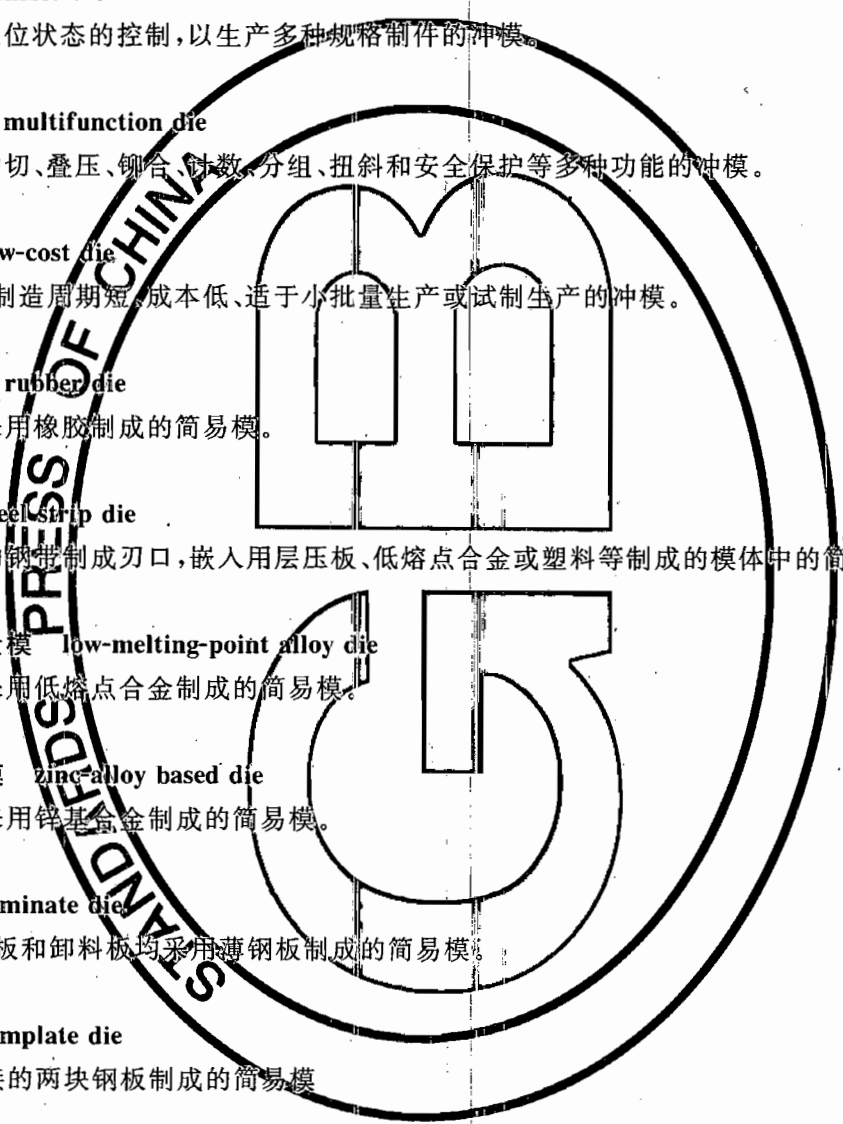 位状态的控制,以生产多种规格制件的冲模。
multifunction die
切、叠压、铆合、计数、分组、扭斜和安全保护等多种功能的冲模。
w-cost die
制造周期短、成本低、适于小批量生产或试制生产的冲模。
rubber die
用橡胶制成的简易模。
eel strip die
钢带制成刃口,嵌入用层压板、低熔点合金或塑料等制成的模体中的简
模 low-melting-point alloy die
用低熔点合金制成的简易模。
zinc-alloy based die
用锌基合金制成的简易模。
minate die
板和卸料板均采用薄钢板制成的简易模。
mplate die
的两块钢板制成的简易模
STANDARDS PRESS OF CHINA
GB